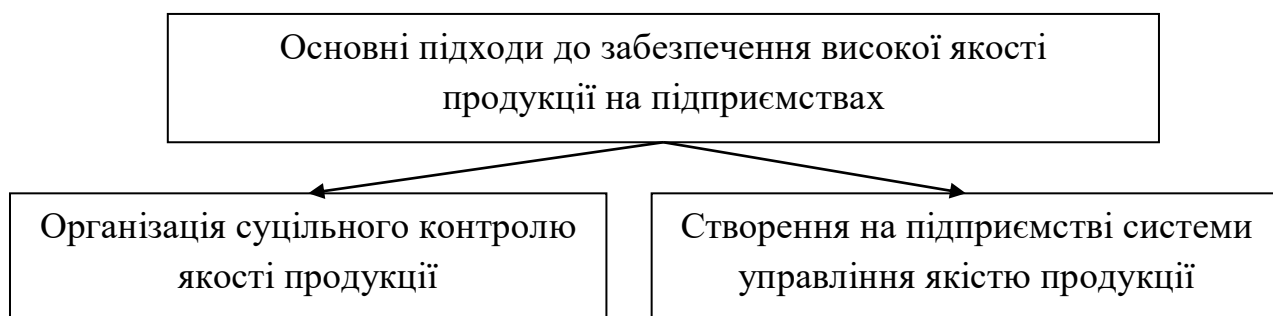 Основні підходи до забезпечення високої якості
продукції на підприємствах
Організація суцільного контролю
якості продукції
Створення на підприємстві системи
управління якістю продукції